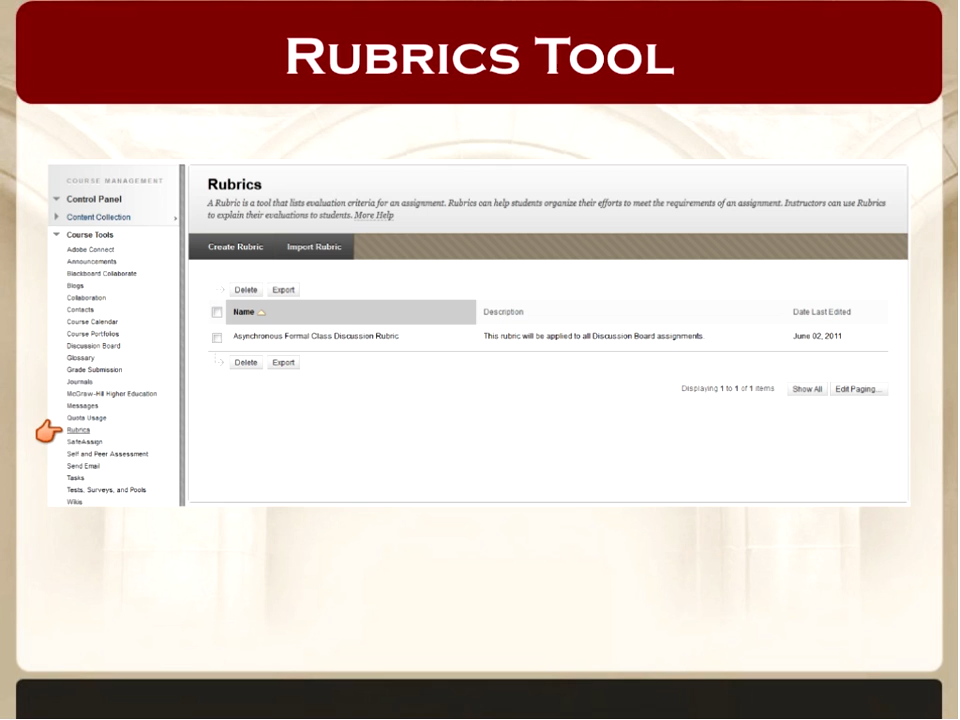 Rubrics Tool
COURSE MANAGEMENT
Control Panel
Content Collection
Course Tools
Adobe Connect
Announcements
Blackboard Collaborate
Blogs
Collaboration
Contacts
Course Calendar
Course Portfolios
Discussion Board
Glossary
Grade Submission
Journals
McGraw-Hill Higher Education
Messages
Quota Usage
Rubrics
SafeAssign
Self and Peer Assessment
Send Email
Tasks
Tests, Surveys, and Pools
Wikis
Rubrics
A Rubric is a tool that lists evaluation criteria for an assignment. Rubrics can help students organize their efforts to meet the requirements of an assignment. Instructors can use Rubrics
to explain their evaluations to students. More Help
Create Rubric Import Rubric
Delete Export
Name Description Date Last Edited
Asynchronous Formal Class Discussion Rubric This rubric will be applied to all Discussion Board assignments. June 02, 2011
Delete Export
Displaying 1 to 1 of 1 items Show All Edit Paging...